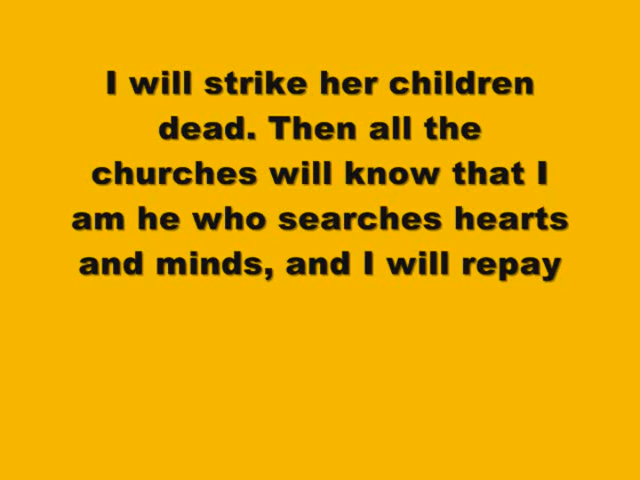 I will strike her children
dead. Then all the
churches will know that I
am he who searches hearts
and minds, and I will repay